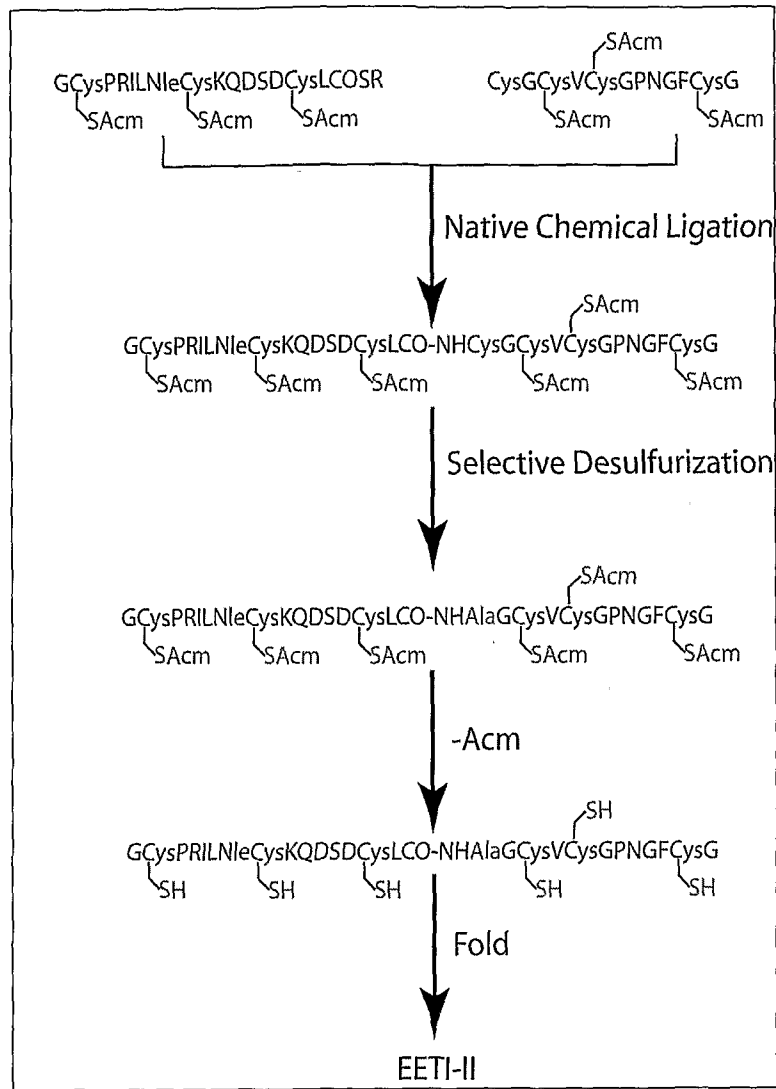 SAcm
GCysPRILNleCysKQDSDCysLCOSR CysGCysVCysGPNGFCysG
SAcm SAcm SAcm SAcm SAcm
Native Chemical Ligation
SAcm
GCysPRILNleCysKQDSDCysLCO-NHCysGCysVCysGPNGFCysG
SAcm SAcm SAcm SAcm SAcm
Selective Desulfurization
SAcm
GCysPRILNleCysKQDSDCysLCO-NHAlaGCysVCysGPNGFCysG
SAcm SAcm SAcm SAcm SAcm
-Acm
SH
GCysPRILNleCysKQDSDCysLCO-NHAlaGCysVCysGPNGFCysG
SH SH SH SH SH
Fold
EETI-II